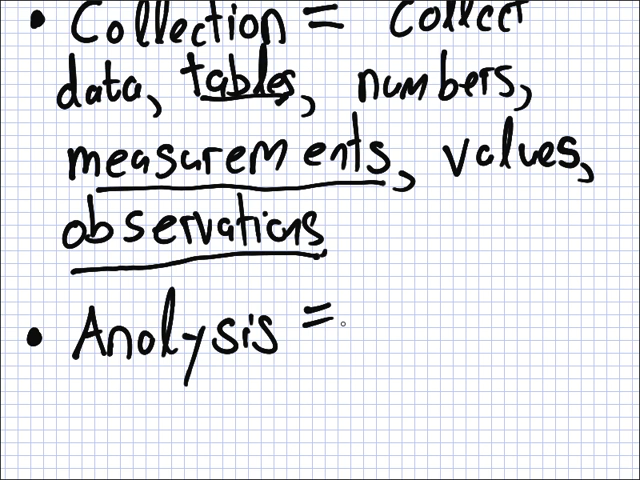 • Collection = Collect
data, tables, numbers,
measurements, values,
observations
• Analysis =